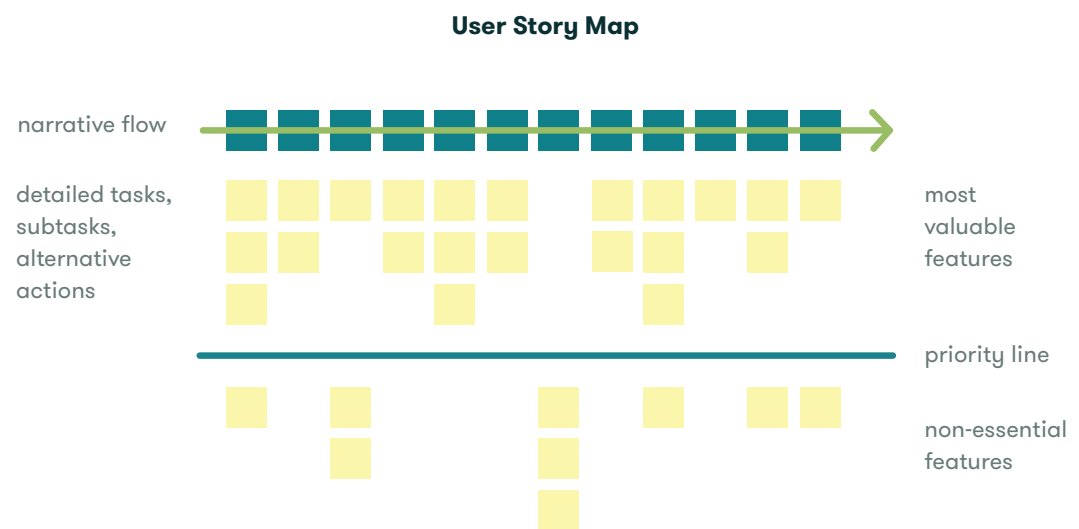 User Story Map
narrative flow
detailed tasks,
subtasks,
alternative
actions
most
valuable
features
priority line
non-essential
features